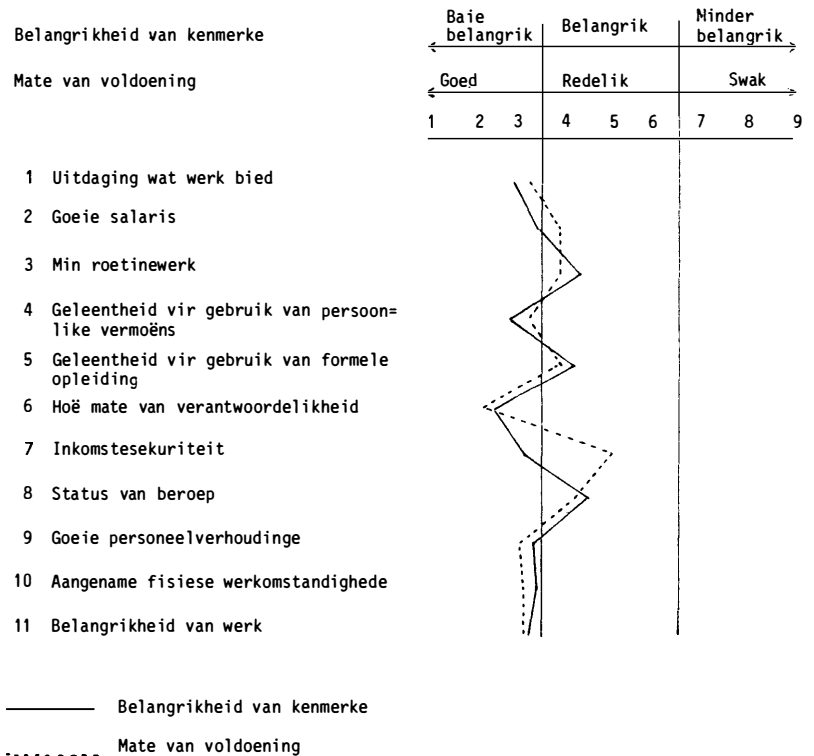 Belangrikheid van kenmerke
Baie belangrik
Belangrik
Minder belangrik
Mate van voldoening
Goed
Redelik
Swak
1 2 3 4 5 6 7 8 9
1 Uitdaging wat werk bied
2 Goeie salaris
3 Min roetinewerk
4 Geleentheid vir gebruik van persoon=
like vermoëns
5 Geleentheid vir gebruik van formele
opleiding
6 Hoë mate van verantwoordelikheid
7 Inkomstesekuriteit
8 Status van beroep
9 Goeie personeelverhoudinge
10 Aangename fisiese werkomstandighede
11 Belangrikheid van werk
Belangrikheid van kenmerke
Mate van voldoening